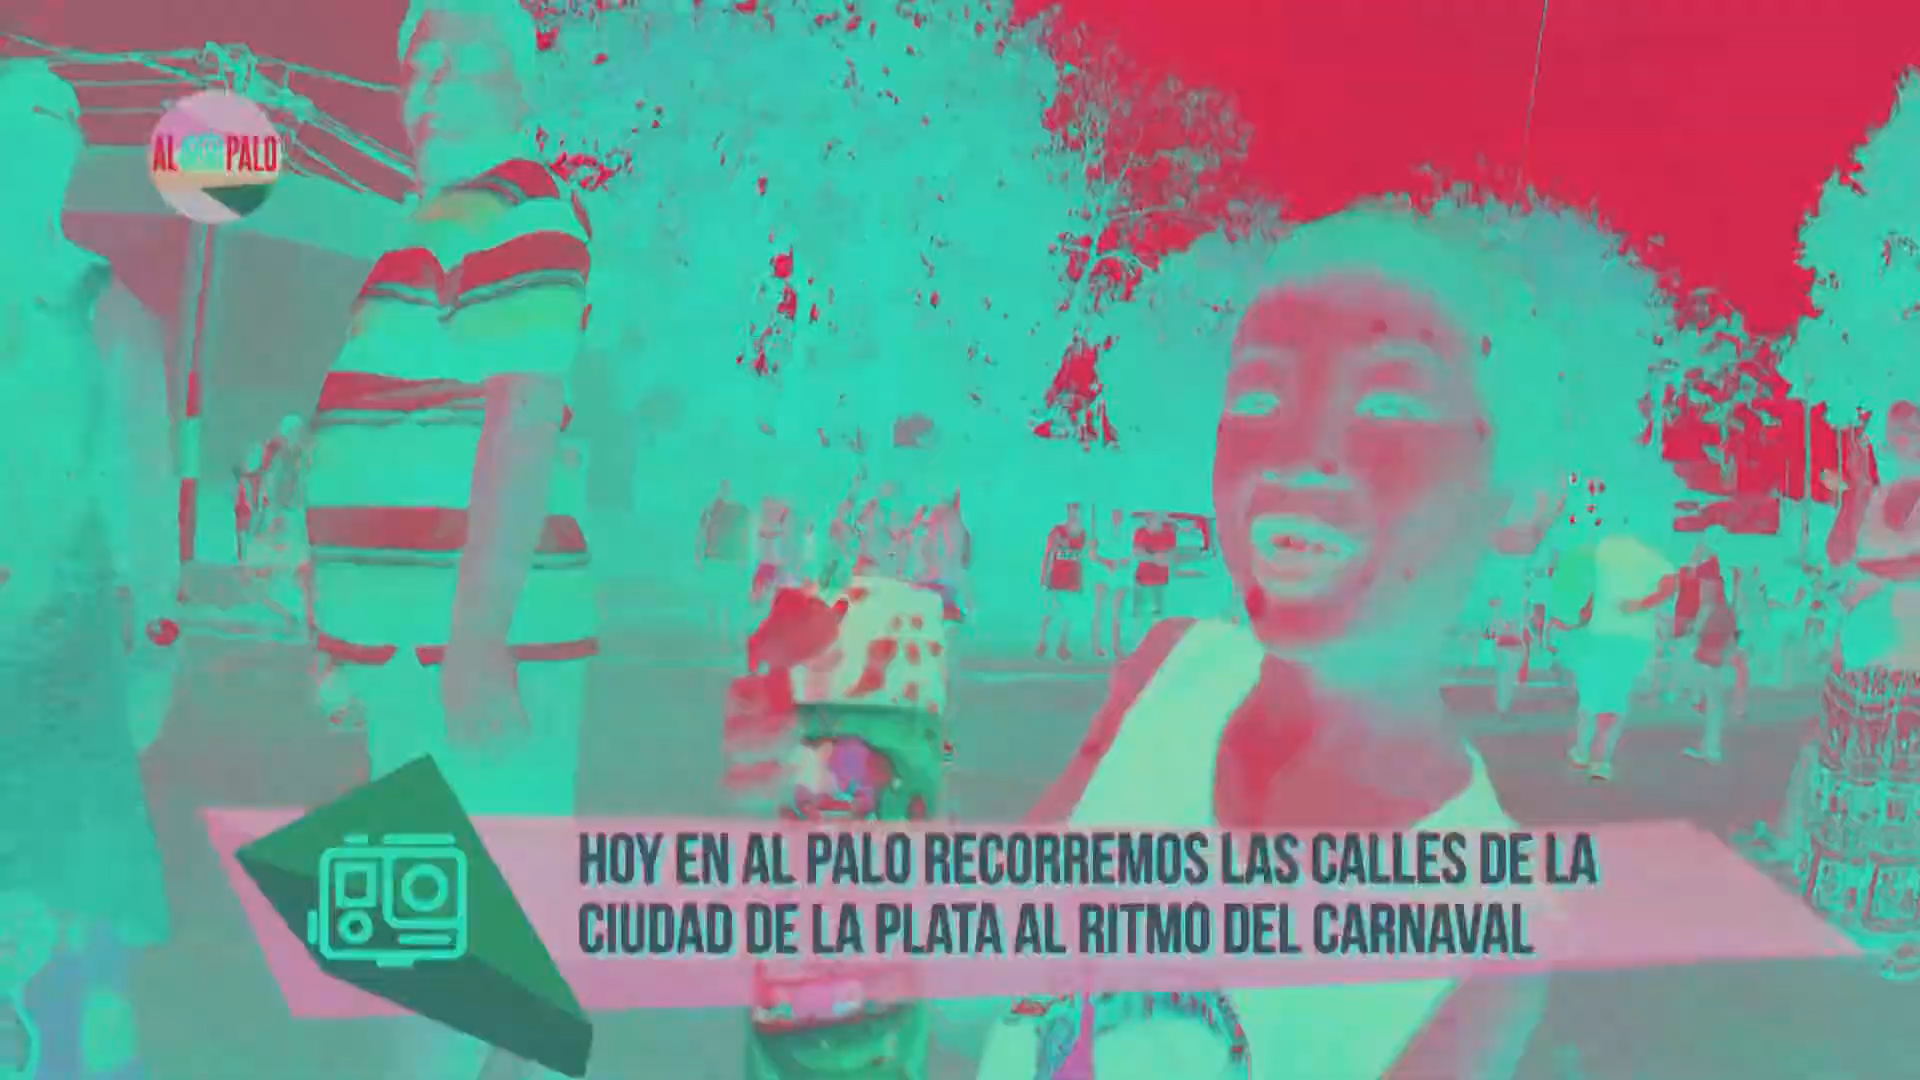 AL PALO
HOY EN AL PALO RECORREMOS LAS CALLES DE LA
CIUDAD DE LA PLATA AL RITMO DEL CARNAVAL